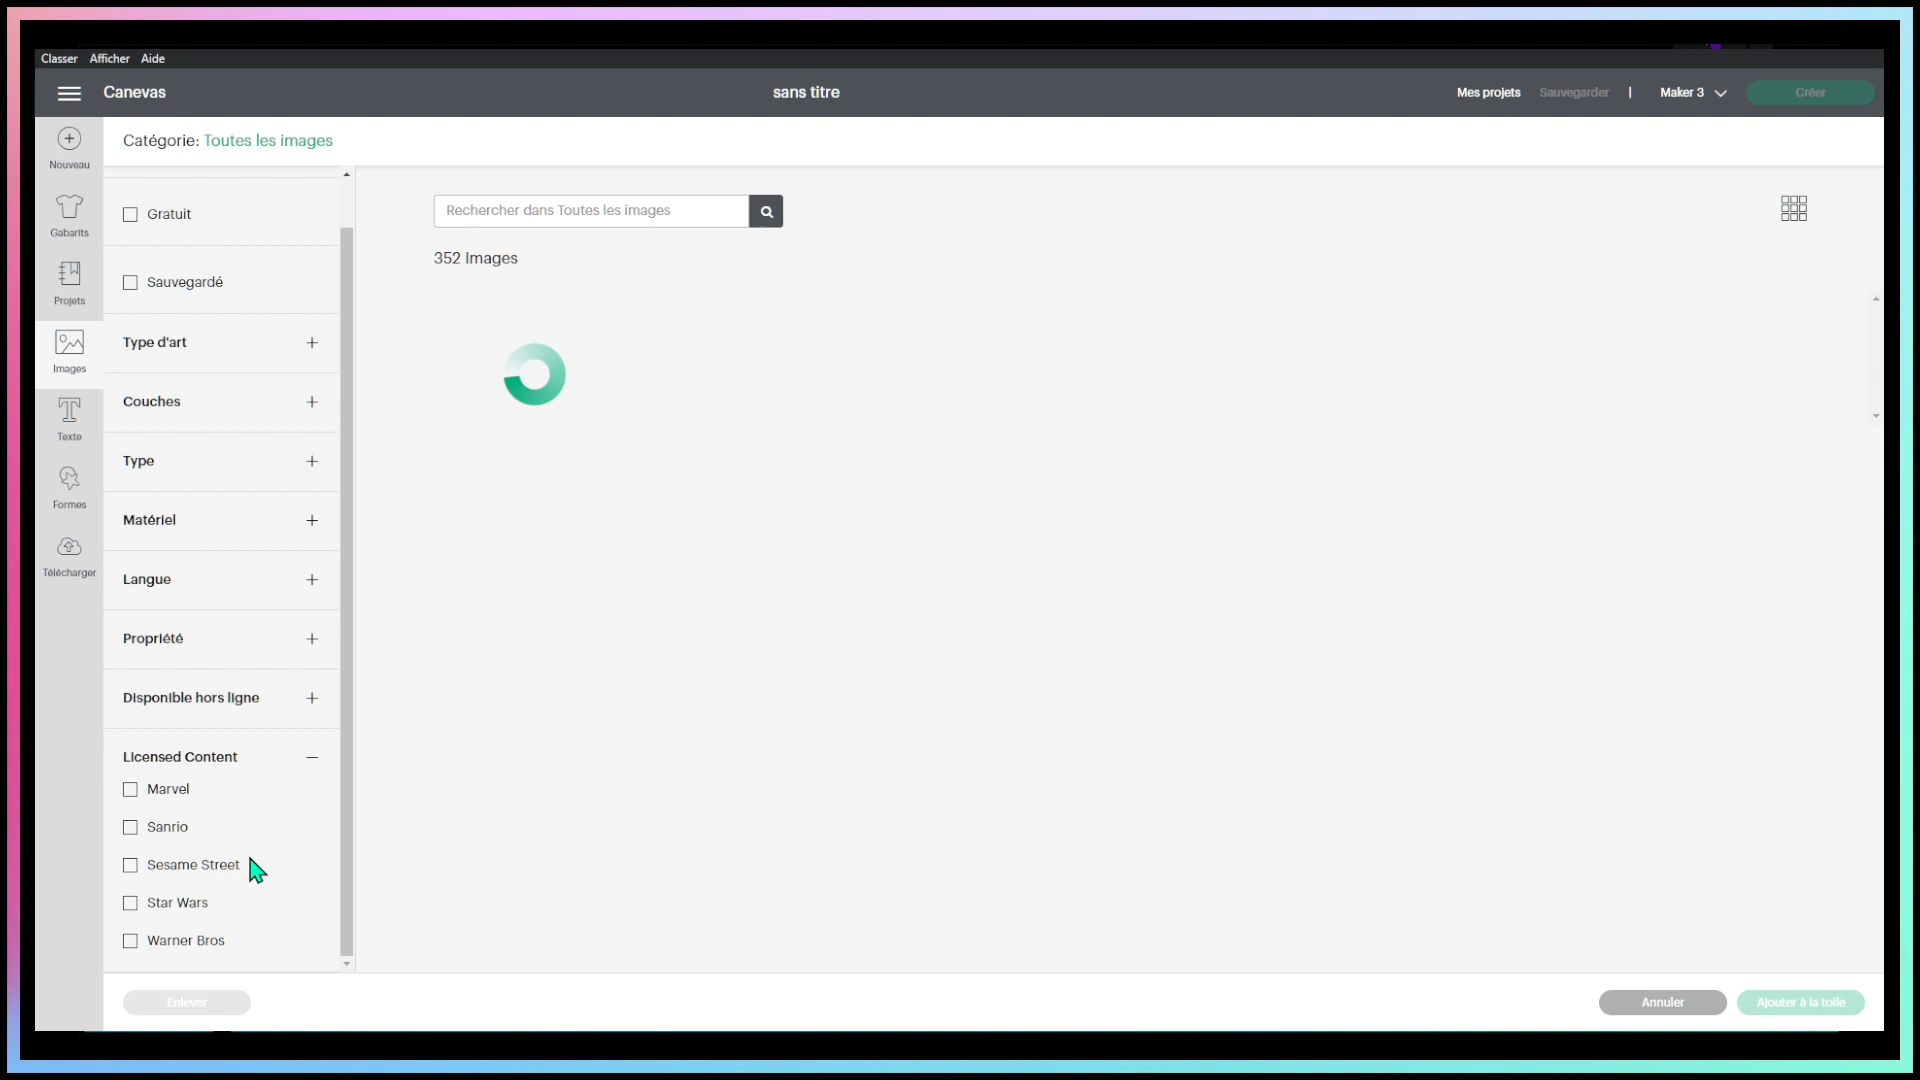 Classer Afficher Aide
Canevas
sans titre
Mes projets Sauvegarder | Maker 3 Créer
Nouveau
Gabarits
Projets
Images
Texte
Formes
Télécharger
Catégorie: Toutes les images
Gratuit
Sauvegardé
Type d'art
Couches
Type
Matériel
Langue
Propriété
Disponible hors ligne
Licensed Content
Marvel
Sanrio
Sesame Street
Star Wars
Warner Bros
Rechercher dans Toutes les images
352 Images
Enlever
Annuler
Ajouter à la toile